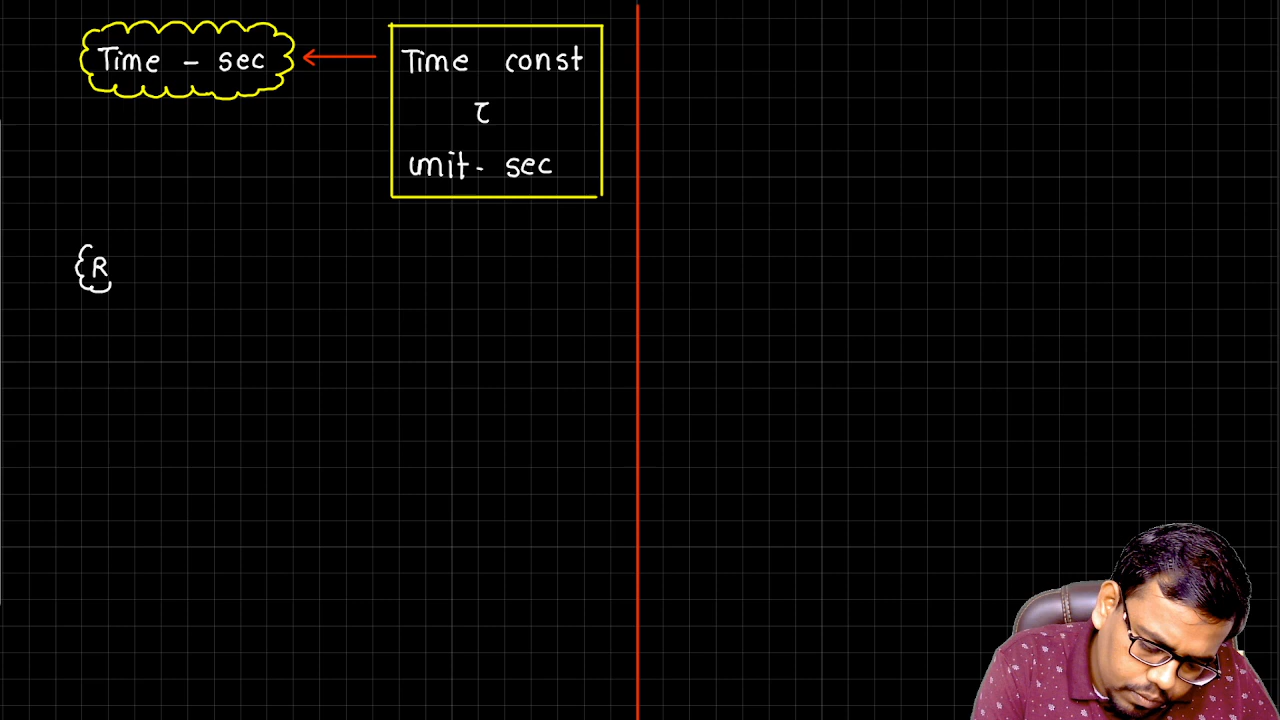 Time - sec
Time const
τ
unit - sec
R